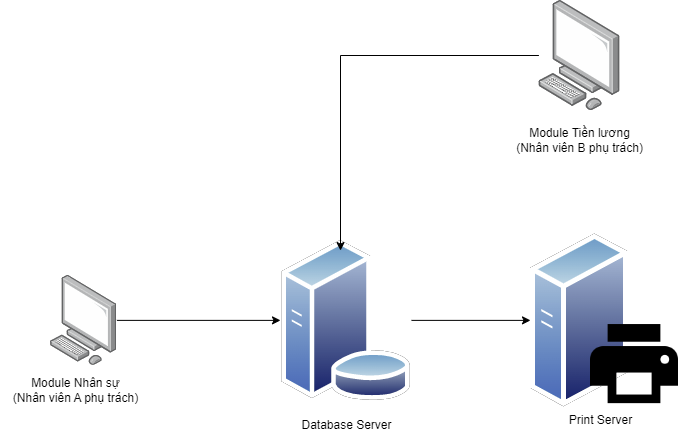 Module Tiền lương
(Nhân viên B phụ trách)
Module Nhân sự
(Nhân viên A phụ trách)
Database Server
Print Server